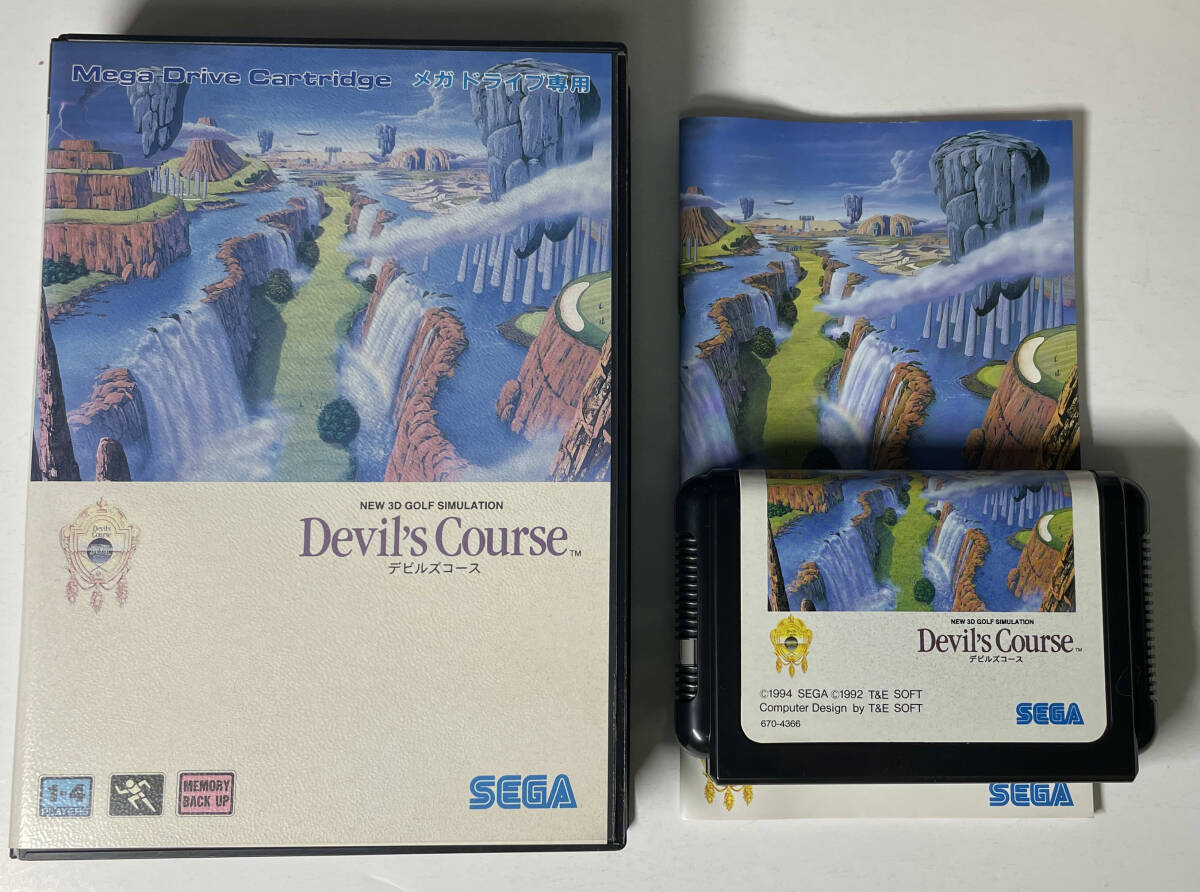 Mega Drive Cartridge メガドライブ専用
Devil's
Course
NEW 3D GOLF SIMULATION
Devil's Course™
デビルズコース
1-4
PLAYERS
MEMORY
BACK UP
SEGA
NEW 3D GOLF SIMULATION
Devil's Course™
デビルズコース
©1994 SEGA ©1992 T&E SOFT
Computer Design by T&E SOFT
670-4366
SEGA
SEGA